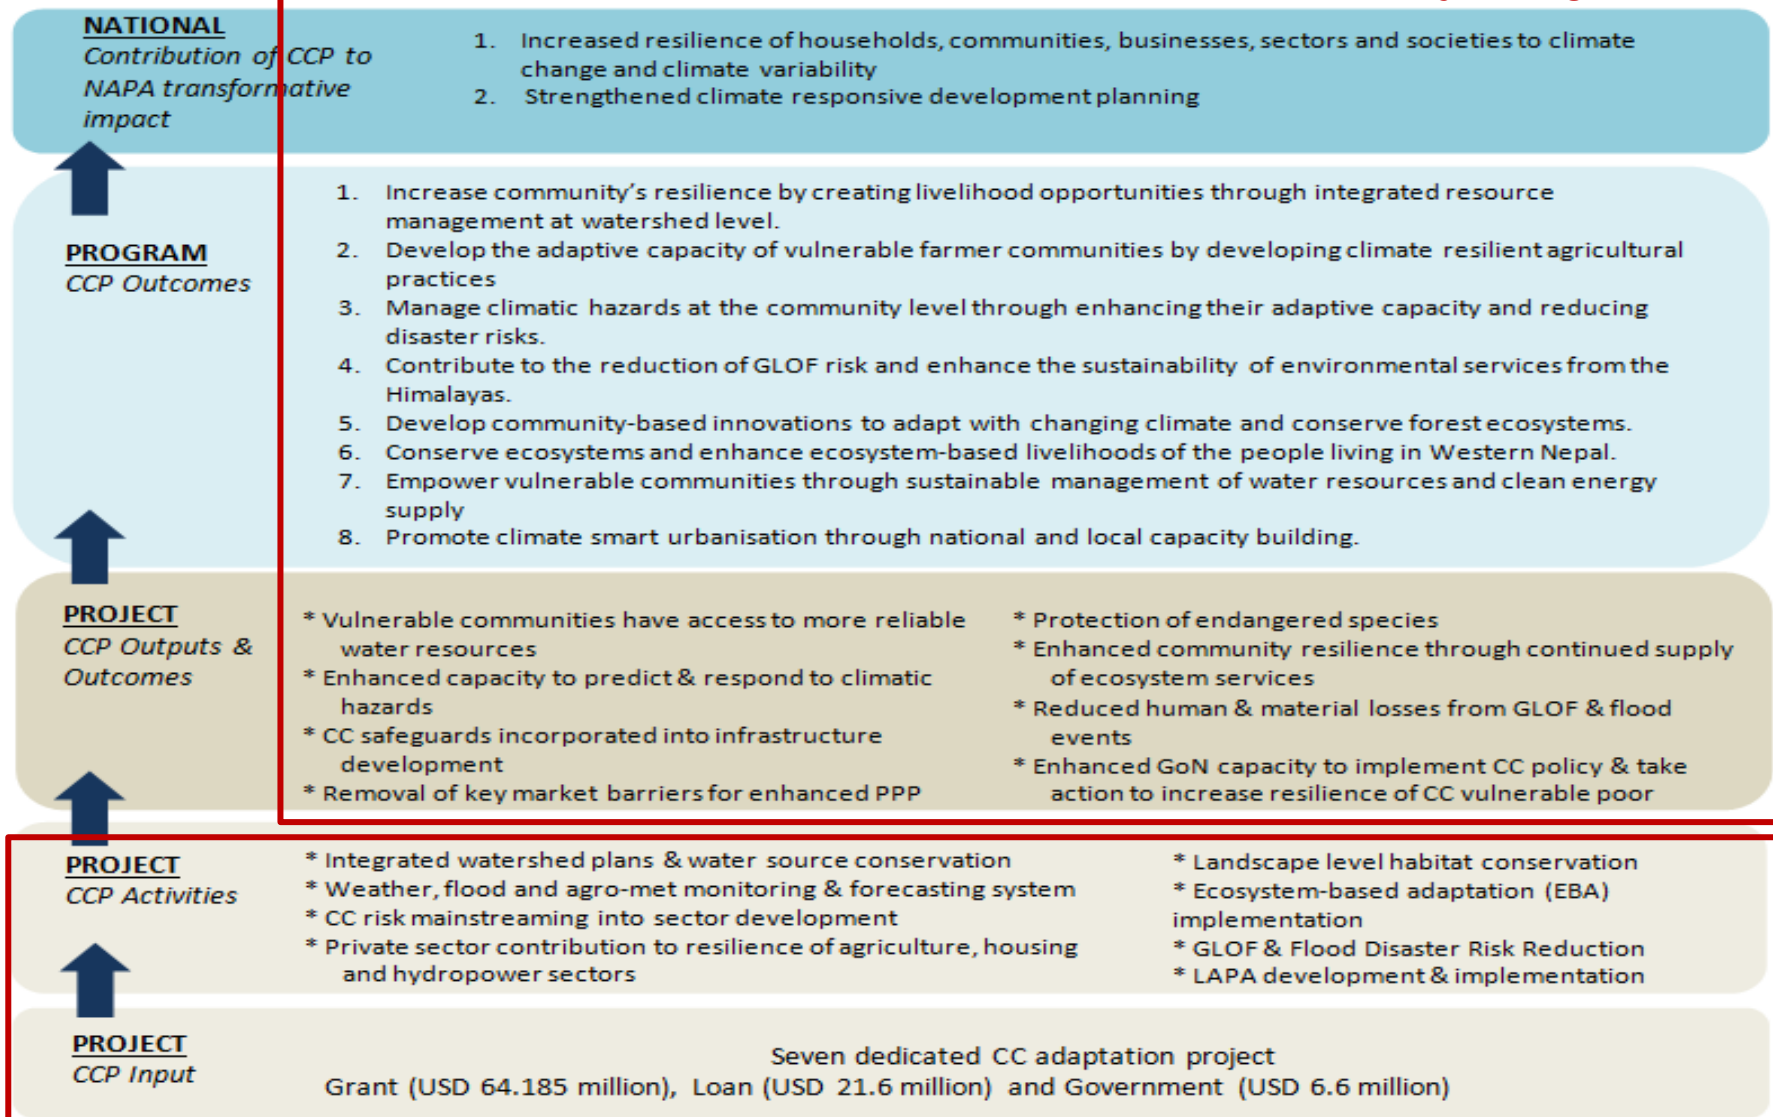 NATIONAL
Contribution of CCP to
NAPA transformative
impact
1. Increased resilience of households, communities, businesses, sectors and societies to climate
change and climate variability
2. Strengthened climate responsive development planning
PROGRAM
CCP Outcomes
1. Increase community's resilience by creating livelihood opportunities through integrated resource
management at watershed level.
2. Develop the adaptive capacity of vulnerable farmer communities by developing climate resilient agricultural
practices
3. Manage climatic hazards at the community level through enhancing their adaptive capacity and reducing
disaster risks.
4. Contribute to the reduction of GLOF risk and enhance the sustainability of environmental services from the
Himalayas.
5. Develop community-based innovations to adapt with changing climate and conserve forest ecosystems.
6. Conserve ecosystems and enhance ecosystem-based livelihoods of the people living in Western Nepal.
7. Empower vulnerable communities through sustainable management of water resources and clean energy
supply
8. Promote climate smart urbanisation through national and local capacity building.
PROJECT
CCP Outputs &
Outcomes
* Vulnerable communities have access to more reliable
water resources
* Enhanced capacity to predict & respond to climatic
hazards
* CC safeguards incorporated into infrastructure
development
* Removal of key market barriers for enhanced PPP
* Protection of endangered species
* Enhanced community resilience through continued supply
of ecosystem services
* Reduced human & material losses from GLOF & flood
events
* Enhanced GoN capacity to implement CC policy & take
action to increase resilience of CC vulnerable poor
PROJECT
CCP Activities
* Integrated watershed plans & water source conservation
* Weather, flood and agro-met monitoring & forecasting system
* CC risk mainstreaming into sector development
* Private sector contribution to resilience of agriculture, housing
and hydropower sectors
* Landscape level habitat conservation
* Ecosystem-based adaptation (EBA)
implementation
* GLOF & Flood Disaster Risk Reduction
* LAPA development & implementation
PROJECT
CCP Input
Seven dedicated CC adaptation project
Grant (USD 64.185 million), Loan (USD 21.6 million) and Government (USD 6.6 million)